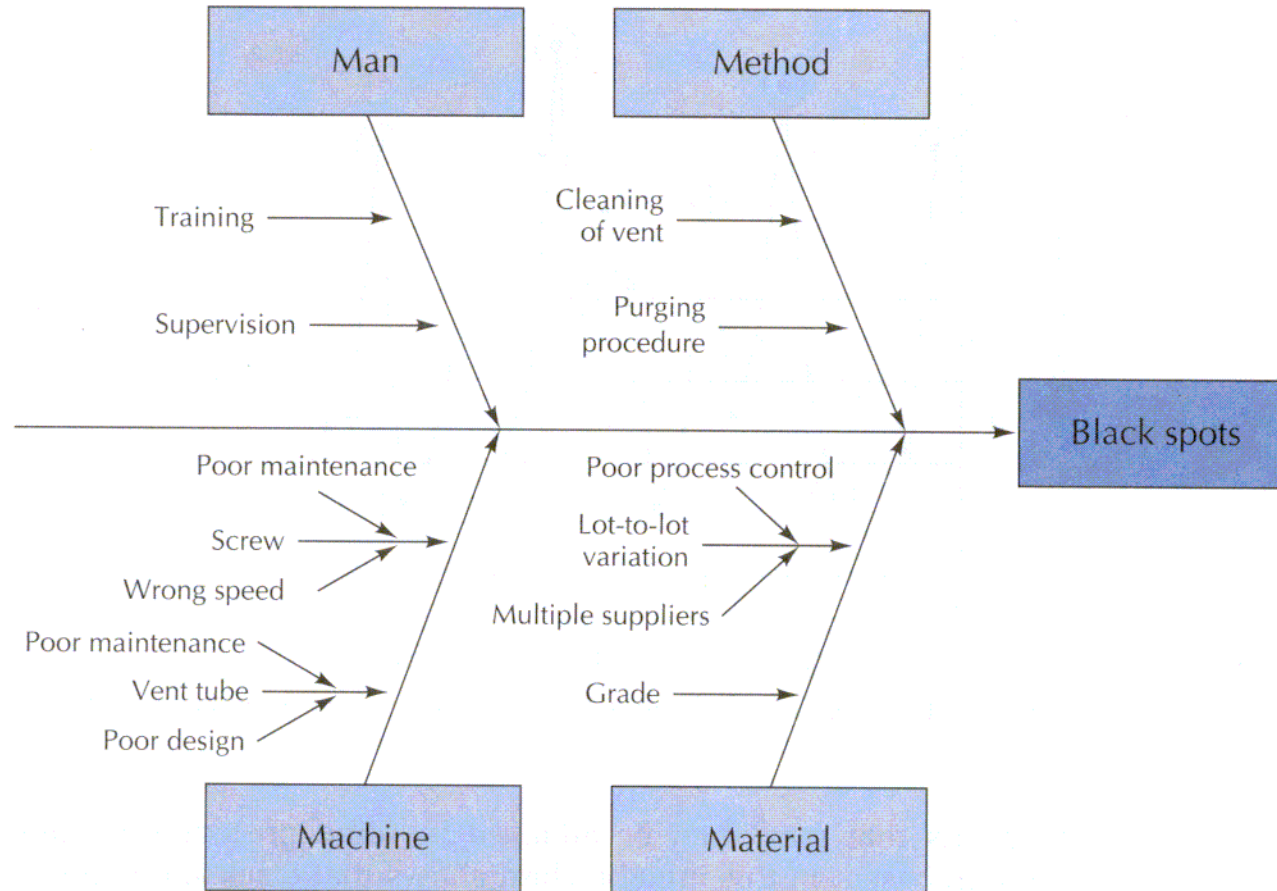 Man
Method
Training
Cleaning
of vent
Supervision
Purging
procedure
Black spots
Poor maintenance
Poor process control
Screw
Lot-to-lot
variation
Wrong speed
Multiple suppliers
Poor maintenance
Vent tube
Grade
Poor design
Machine
Material